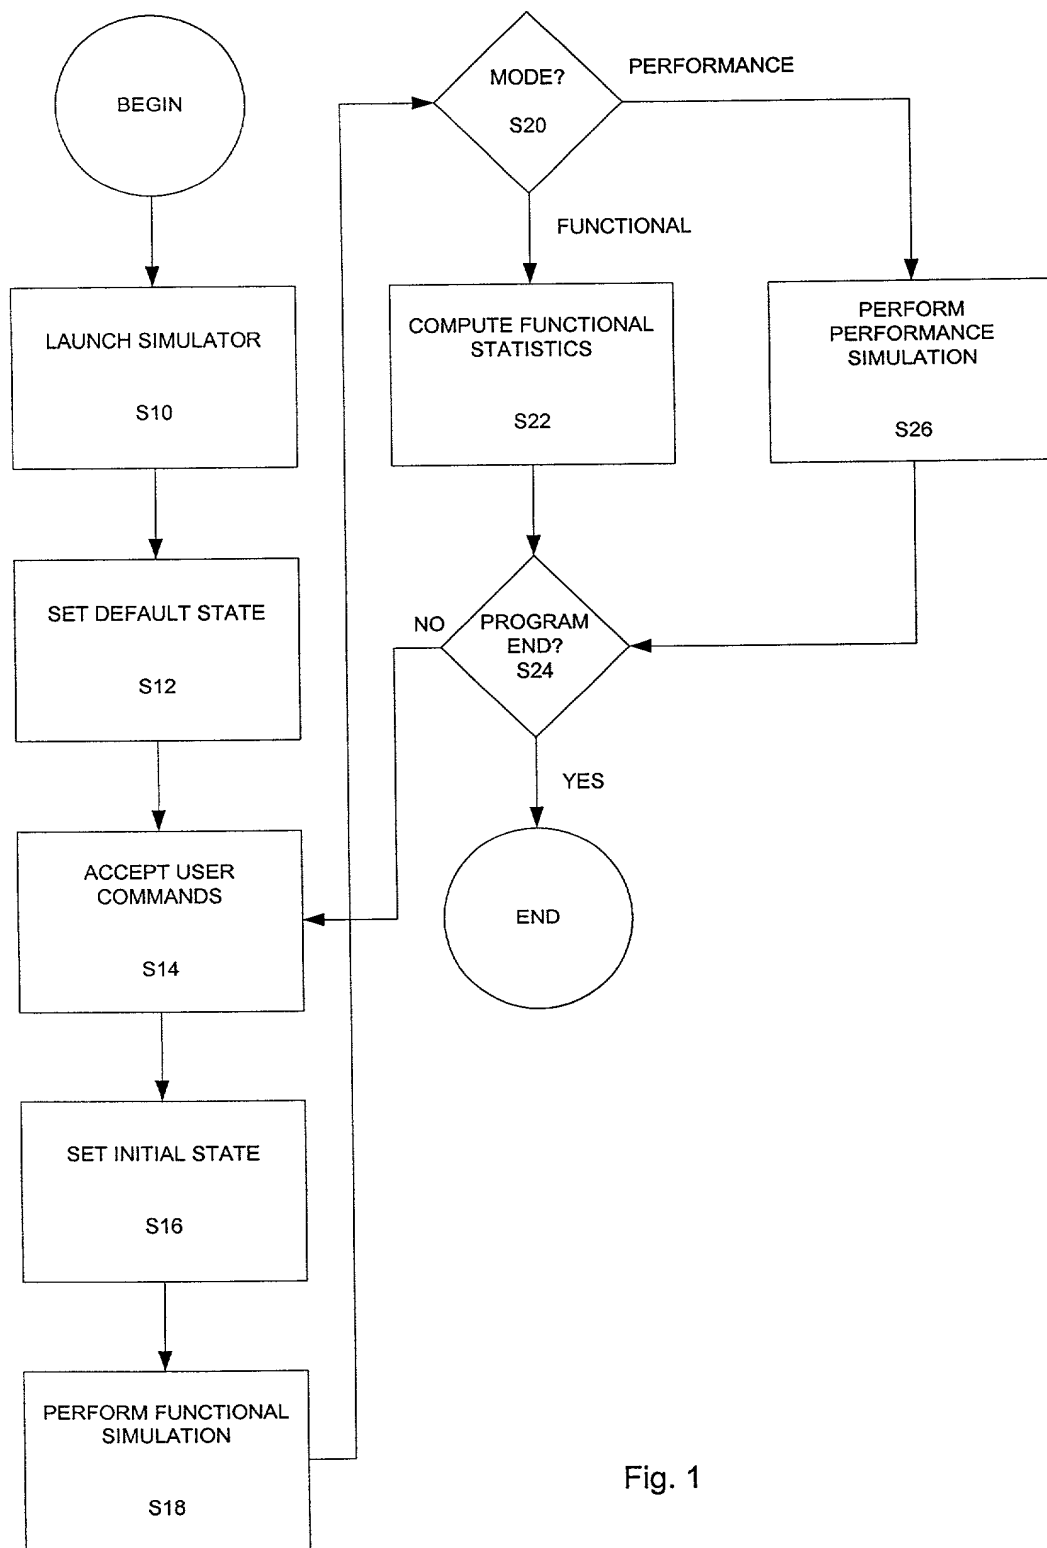 BEGIN
LAUNCH SIMULATOR
S10
SET DEFAULT STATE
S12
ACCEPT USER
COMMANDS
S14
SET INITIAL STATE
S16
PERFORM FUNCTIONAL
SIMULATION
S18
MODE?
S20
PERFORMANCE
FUNCTIONAL
COMPUTE FUNCTIONAL
STATISTICS
S22
PERFORM
PERFORMANCE
SIMULATION
S26
NO
PROGRAM
END?
S24
YES
END
Fig. 1